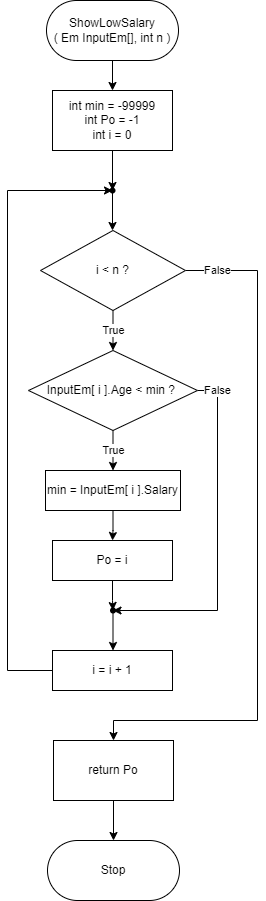 ShowLowSalary
( Em InputEm[], int n )
int min = -99999
int Po = -1
int i = 0
i < n ?
False
True
InputEm[ i ].Age < min ?
False
True
min = InputEm[ i ].Salary
Po = i
i = i + 1
return Po
Stop